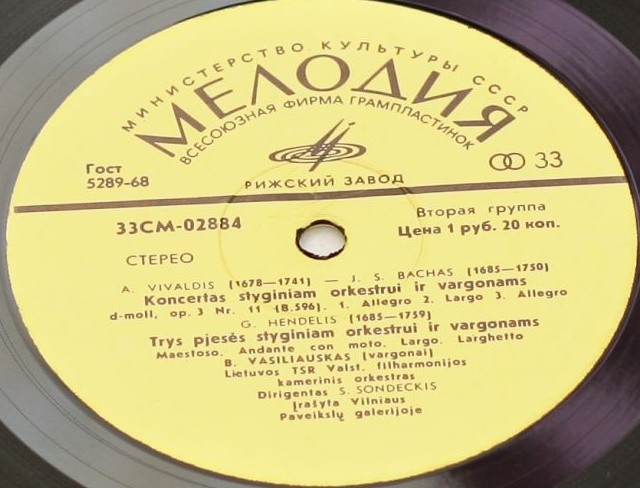 МИНИСТЕРСТВО КУЛЬТУРЫ СССР
МЕЛОДИЯ
ВСЕСОЮЗНАЯ ФИРМА ГРАМПЛАСТИНОК
Гост
5289-68
РИЖСКИЙ ЗАВОД
33
33СМ-02884
Вторая группа
Цена 1 руб. 20 коп.
СТЕРЕО
A. VIVALDIS (1678—1741) — J. S. BACHAS (1685—1750)
Koncertas styginiam orkestrui ir vargonams
d-moll, op. 3 Nr. 11 (B.596). 1. Allegro 2. Largo 3. Allegro
G. HENDELIS (1685—1759)
Trys pjesės styginiam orkestrui ir vargonams
Maestoso. Andante con moto. Largo. Larghetto
B. VASILIAUSKAS (vargonai)
Lietuvos TSR Valst. filharmonijos
kamerinis orkestras
Dirigentas S. SONDECKIS
Įrašyta Vilniaus
Paveikslų galerijoje